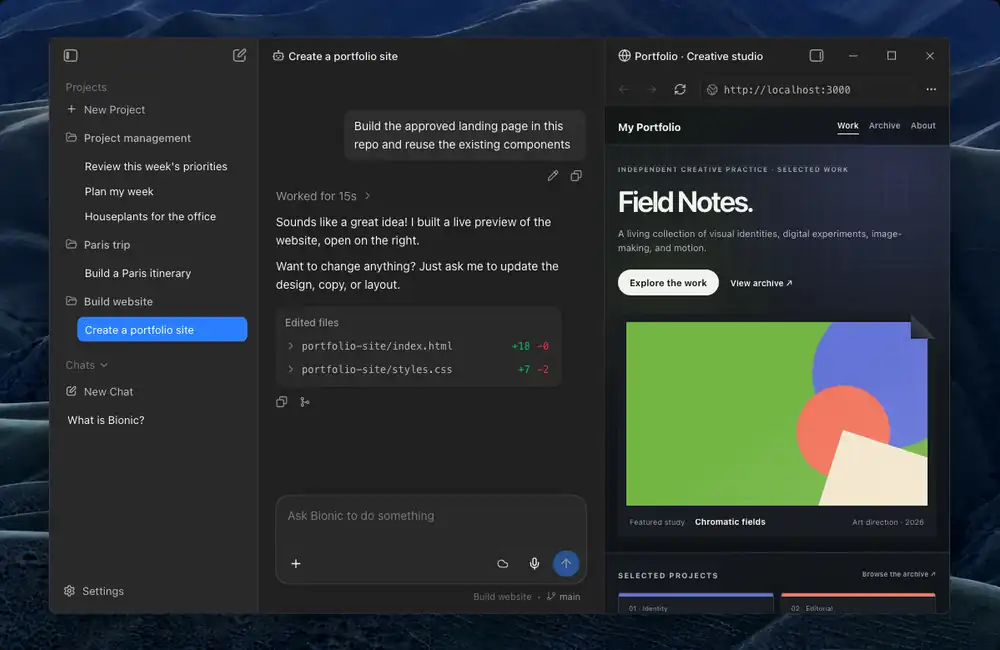 Projects
New Project
Project management
Review this week's priorities
Plan my week
Houseplants for the office
Paris trip
Build a Paris itinerary
Build website
Create a portfolio site
Chats
New Chat
What is Bionic?
Settings
Create a portfolio site
Build the approved landing page in this
repo and reuse the existing components
Worked for 15s
Sounds like a great idea! I built a live preview of the
website, open on the right.
Want to change anything? Just ask me to update the
design, copy, or layout.
Edited files
portfolio-site/index.html +18 -0
portfolio-site/styles.css +7 -2
Ask Bionic to do something
Build website • main
Portfolio · Creative studio
http://localhost:3000
My Portfolio Work Archive About
INDEPENDENT CREATIVE PRACTICE · SELECTED WORK
Field Notes.
A living collection of visual identities, digital experiments, image-
making, and motion.
Explore the work View archive ↗
Featured study Chromatic fields Art direction · 2026
SELECTED PROJECTS Browse the archive ↗
01 · Identity 02 · Editorial